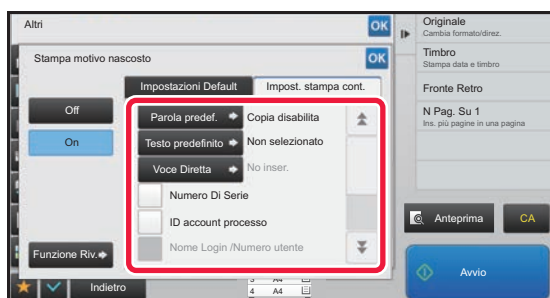 Altri
OK
Stampa motivo nascosto
OK
Impostazioni Default
Impost. stampa cont.
Off
On
Parola predef.
Copia disabilita
Testo predefinito
Non selezionato
Voce Diretta
No inser.
Numero Di Serie
ID account processo
Nome Login /Numero utente
Funzione Riv.
Indietro
3 A4
4 A4
Originale
Cambia formato/direz.
Timbro
Stampa data e timbro
Fronte Retro
N Pag. Su 1
Ins. più pagine in una pagina
Anteprima
CA
Avvio